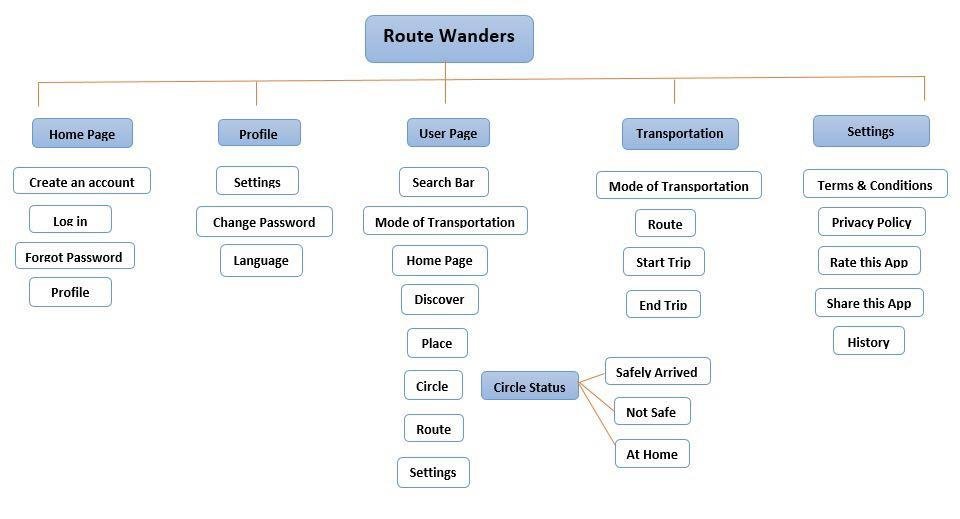 Route Wanders
Home Page
Create an account
Log in
Forgot Password
Profile
Profile
Settings
Change Password
Language
User Page
Search Bar
Mode of Transportation
Home Page
Discover
Place
Circle
Route
Settings
Circle Status
Safely Arrived
Not Safe
At Home
Transportation
Mode of Transportation
Route
Start Trip
End Trip
Settings
Terms & Conditions
Privacy Policy
Rate this App
Share this App
History